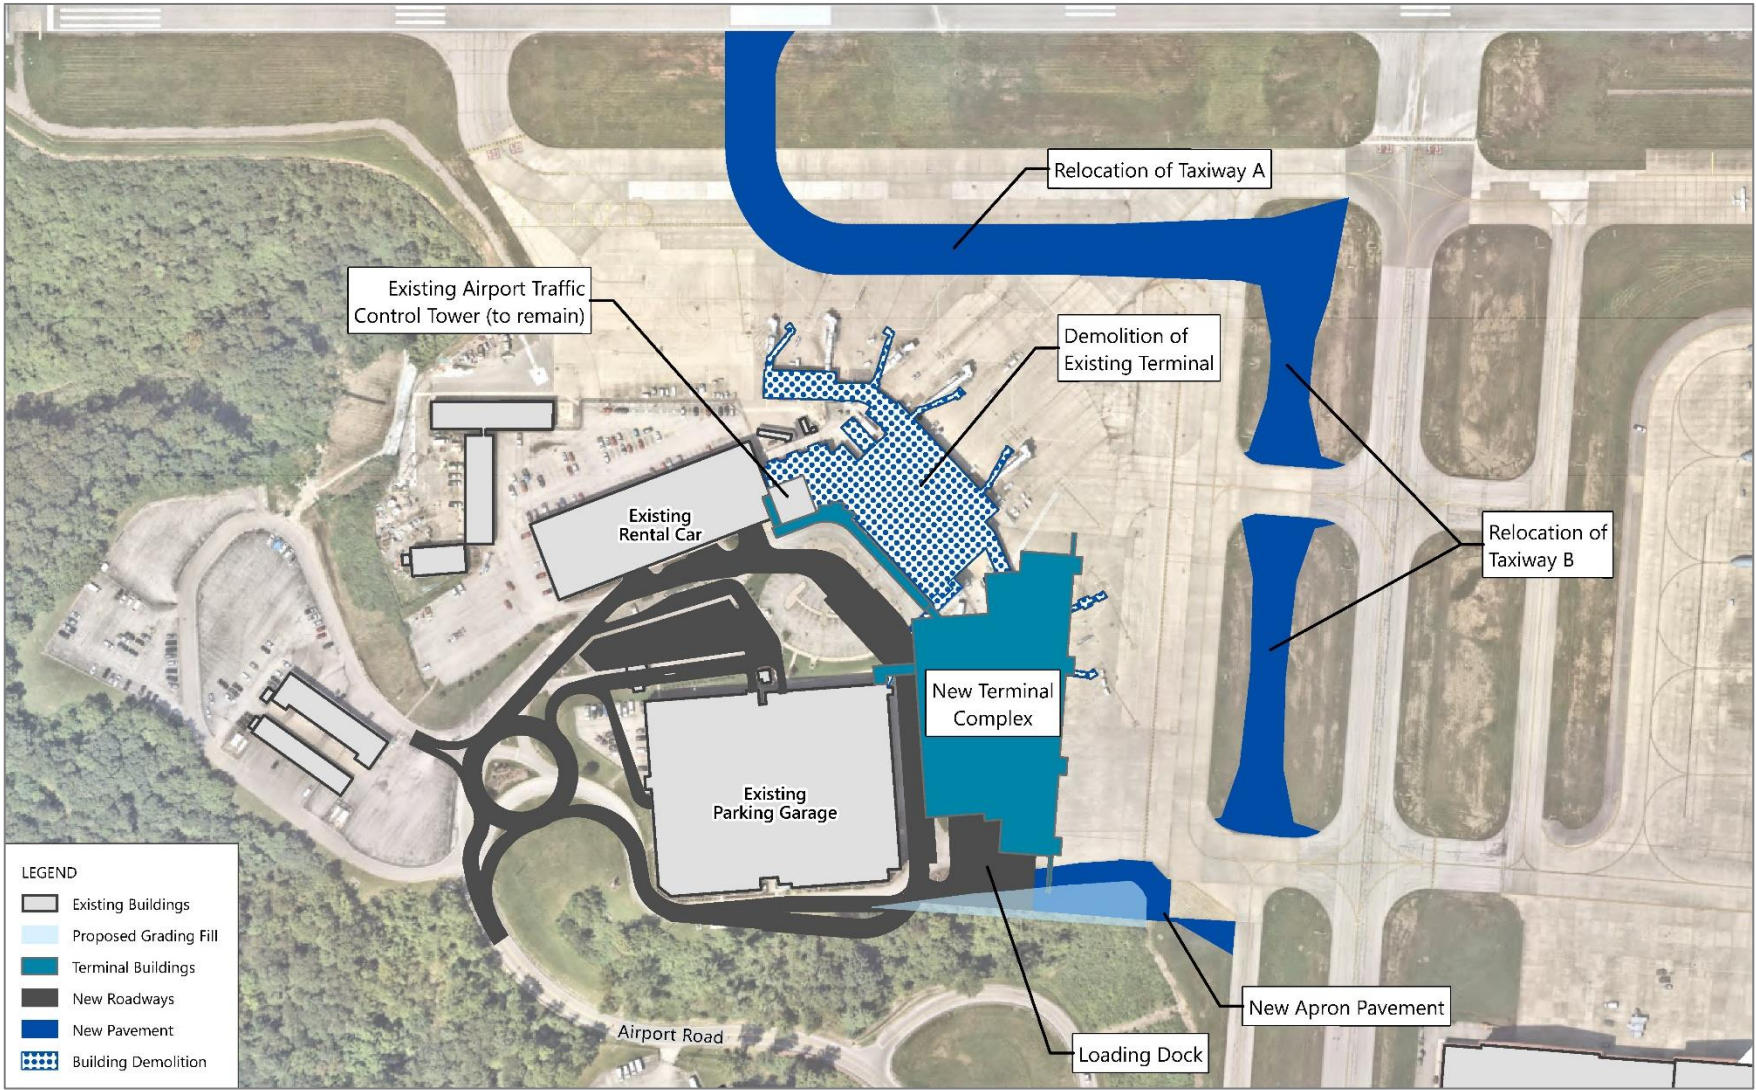 Relocation of Taxiway A
Existing Airport Traffic
Control Tower (to remain)
Demolition of
Existing Terminal
Existing
Rental Car
Relocation of
Taxiway B
New Terminal
Complex
Existing
Parking Garage
LEGEND
Existing Buildings
Proposed Grading Fill
Terminal Buildings
New Roadways
New Pavement
Building Demolition
New Apron Pavement
Airport Road
Loading Dock